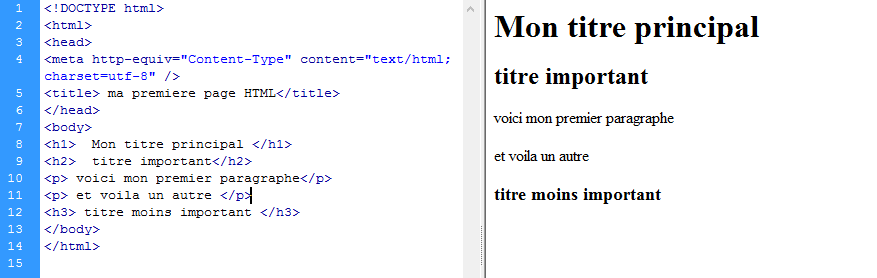 1 <!DOCTYPE html>
2 <html>
3 <head>
4 <meta http-equiv="Content-Type" content="text/html;
charset=utf-8" />
5 <title> ma premiere page HTML</title>
6 </head>
7 <body>
8 <h1>  Mon titre principal </h1>
9 <h2>  titre important</h2>
10 <p> voici mon premier paragraphe</p>
11 <p> et voila un autre </p>
12 <h3> titre moins important </h3>
13 </body>
14 </html>
15
Mon titre principal
titre important
voici mon premier paragraphe
et voila un autre
titre moins important